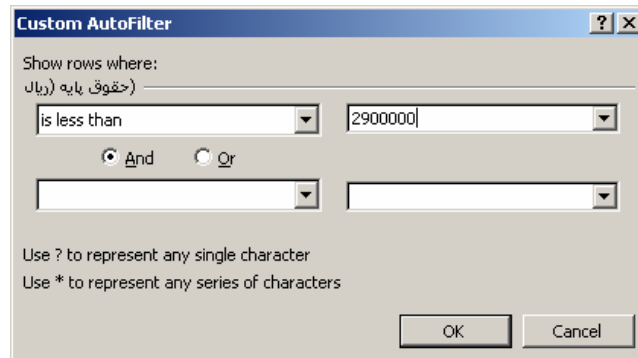 Custom AutoFilter
Show rows where:
(حقوق پایه (ریال
is less than 2900000
And Or
Use ? to represent any single character
Use * to represent any series of characters
OK Cancel